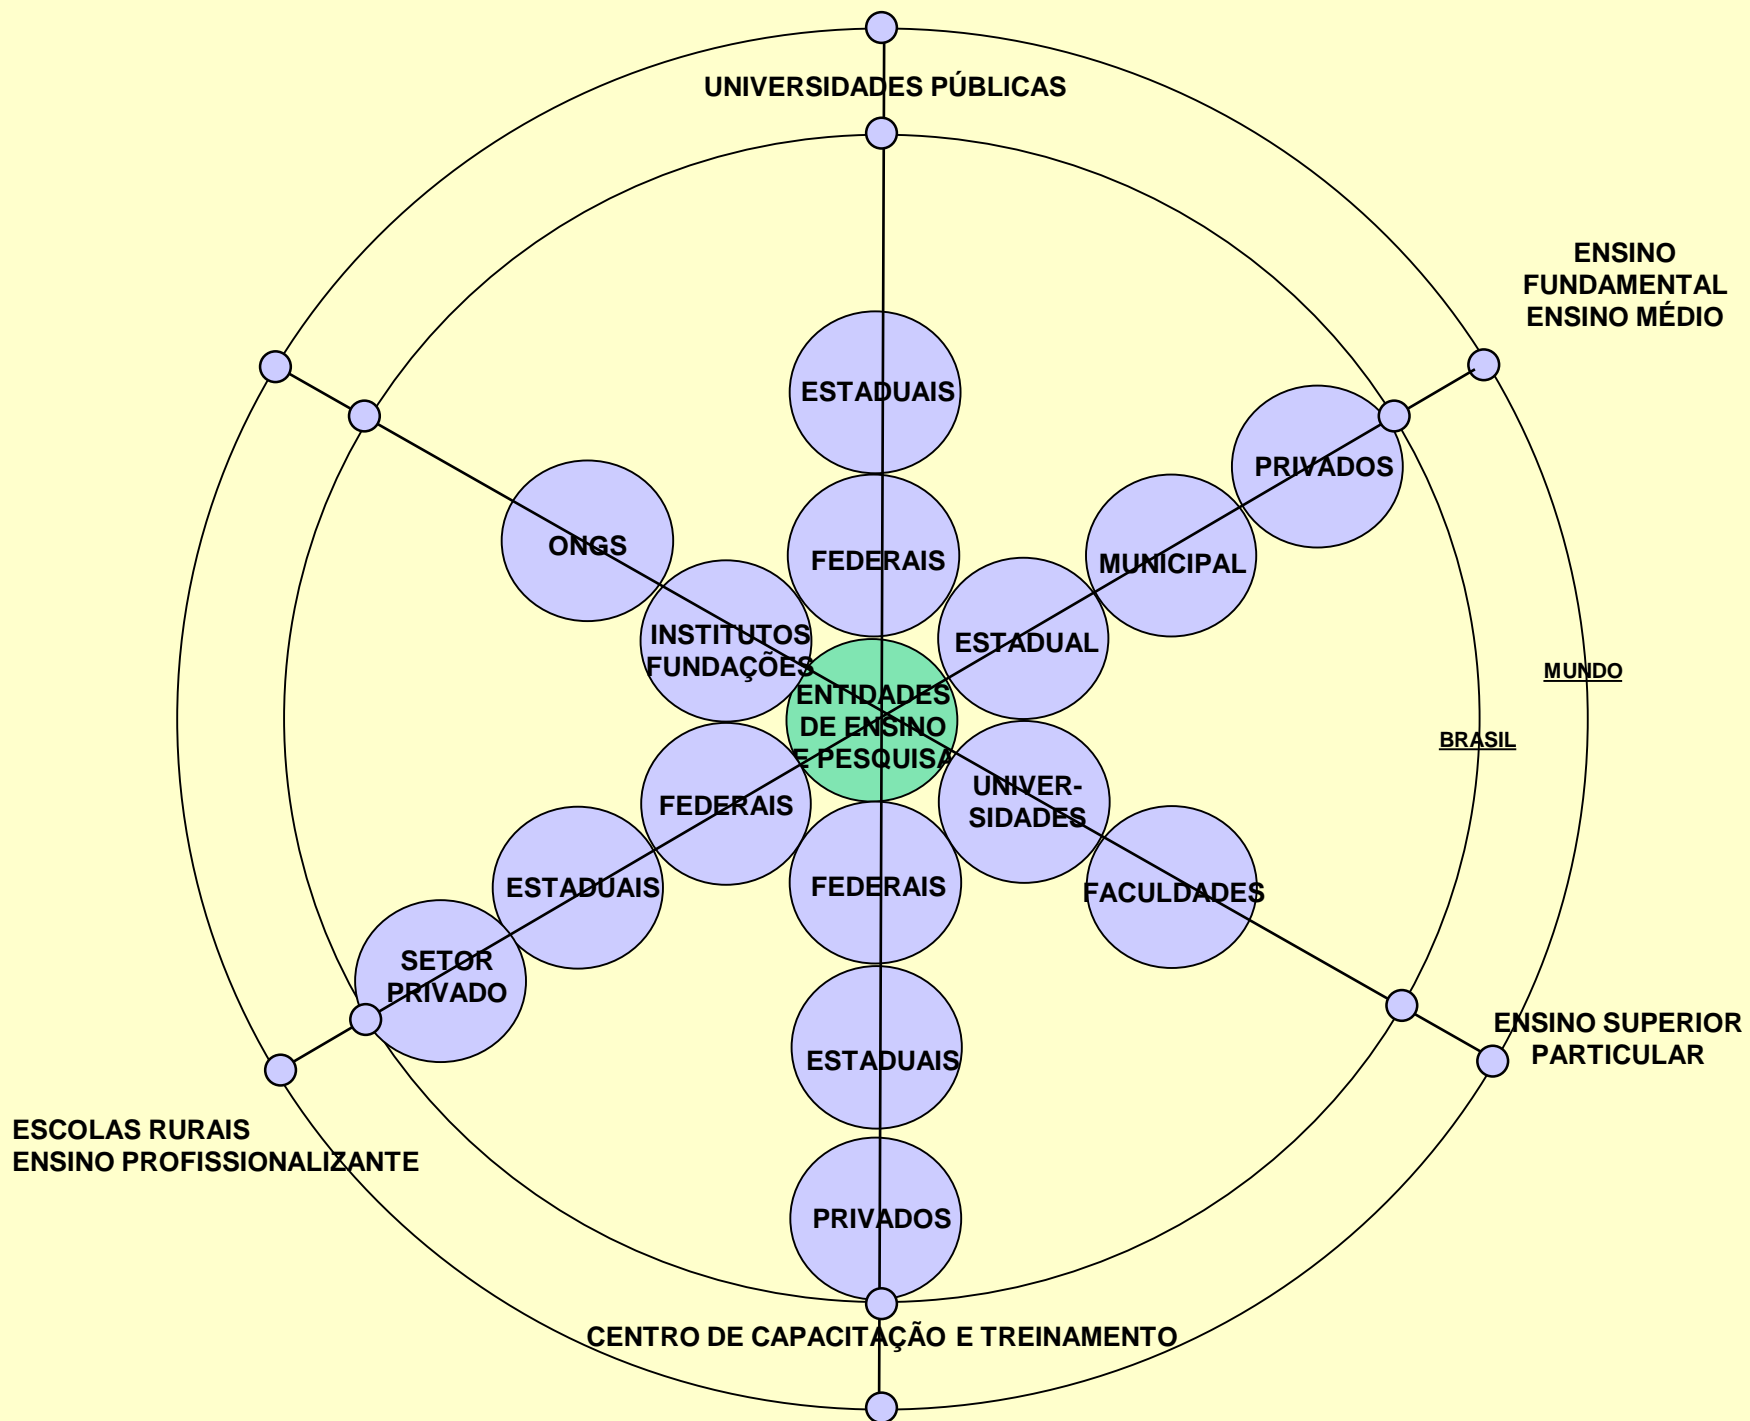 UNIVERSIDADES PÚBLICAS
ENSINO
FUNDAMENTAL
ENSINO MÉDIO
ESTADUAIS
PRIVADOS
ONGS
FEDERAIS
MUNICIPAL
INSTITUTOS
FUNDAÇÕES
ESTADUAL
MUNDO
ENTIDADES
DE ENSINO
E PESQUISA
BRASIL
FEDERAIS
UNIVER-
SIDADES
ESTADUAIS
FEDERAIS
FACULDADES
SETOR
PRIVADO
ENSINO SUPERIOR
PARTICULAR
ESTADUAIS
ESCOLAS RURAIS
ENSINO PROFISSIONALIZANTE
PRIVADOS
CENTRO DE CAPACITAÇÃO E TREINAMENTO